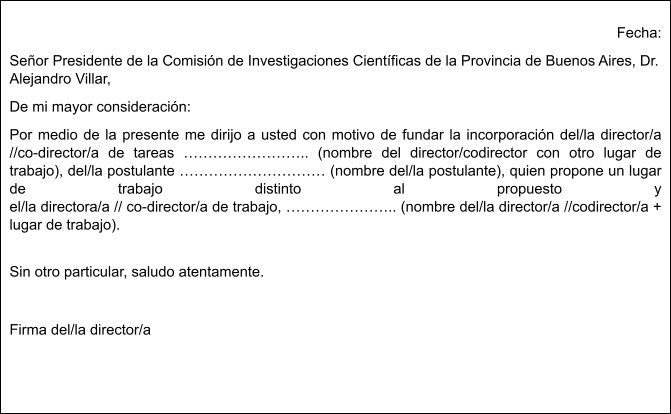 Fecha:
Señor Presidente de la Comisión de Investigaciones Científicas de la Provincia de Buenos Aires, Dr.
Alejandro Villar,
De mi mayor consideración:
Por medio de la presente me dirijo a usted con motivo de fundar la incorporación del/la director/a
//co-director/a de tareas …………………….. (nombre del director/codirector con otro lugar de
trabajo), del/la postulante ………………………… (nombre del/la postulante), quien propone un lugar
de trabajo distinto al propuesto y
el/la directora/a // co-director/a de trabajo, ………………….. (nombre del/la director/a //codirector/a +
lugar de trabajo).
Sin otro particular, saludo atentamente.
Firma del/la director/a